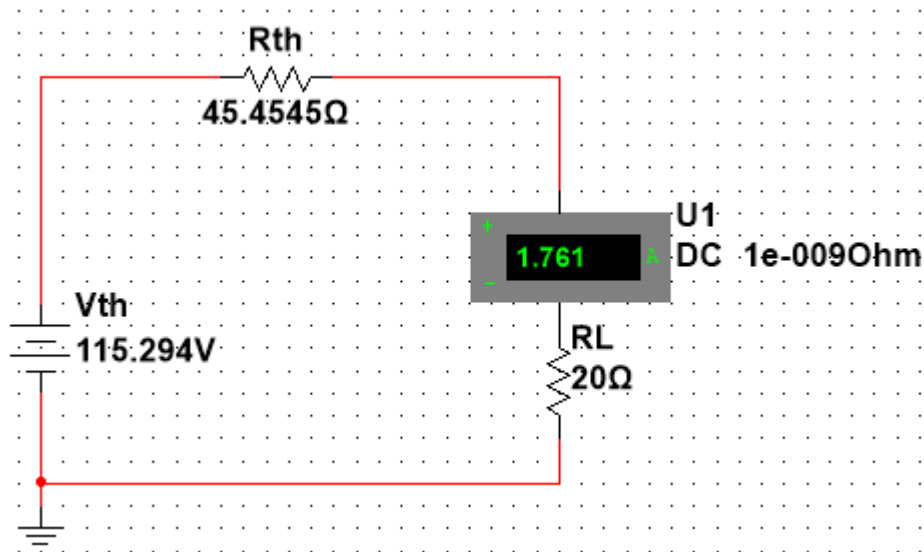 Rth
45.4545Ω
U1
+
1.761 A
DC 1e-009Ohm
-
Vth
115.294V
RL
20Ω